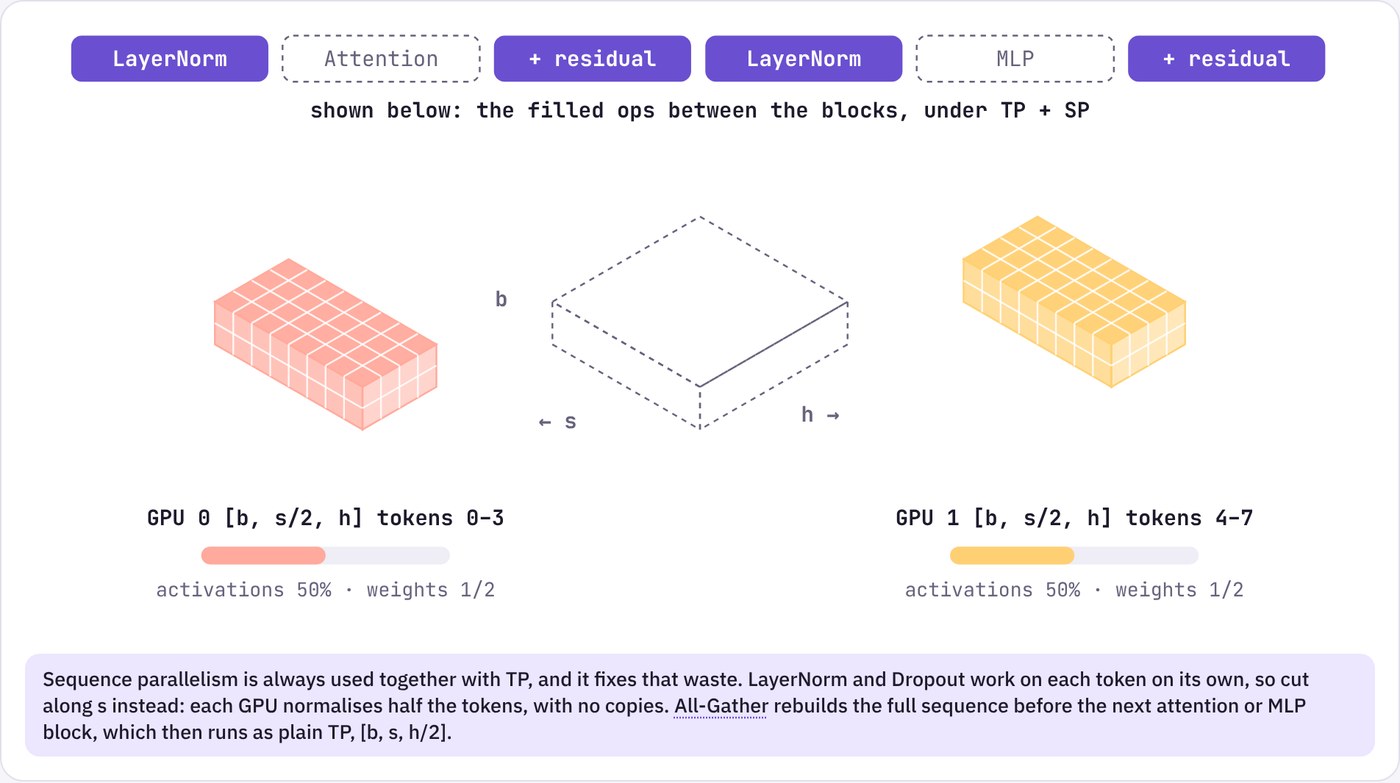 LayerNorm Attention + residual LayerNorm MLP + residual
shown below: the filled ops between the blocks, under TP + SP
b
← s
h →
GPU 0 [b, s/2, h] tokens 0–3
activations 50% · weights 1/2
GPU 1 [b, s/2, h] tokens 4–7
activations 50% · weights 1/2
Sequence parallelism is always used together with TP, and it fixes that waste. LayerNorm and Dropout work on each token on its own, so cut
along s instead: each GPU normalises half the tokens, with no copies. All-Gather rebuilds the full sequence before the next attention or MLP
block, which then runs as plain TP, [b, s, h/2].